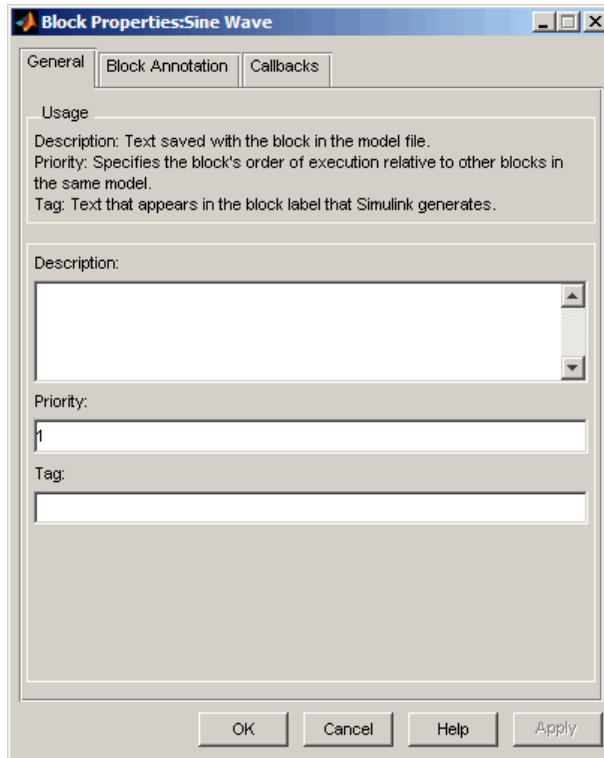 Block Properties:Sine Wave
General
Block Annotation
Callbacks
Usage
Description: Text saved with the block in the model file.
Priority: Specifies the block's order of execution relative to other blocks in
the same model.
Tag: Text that appears in the block label that Simulink generates.
Description:
Priority:
1
Tag:
OK
Cancel
Help
Apply